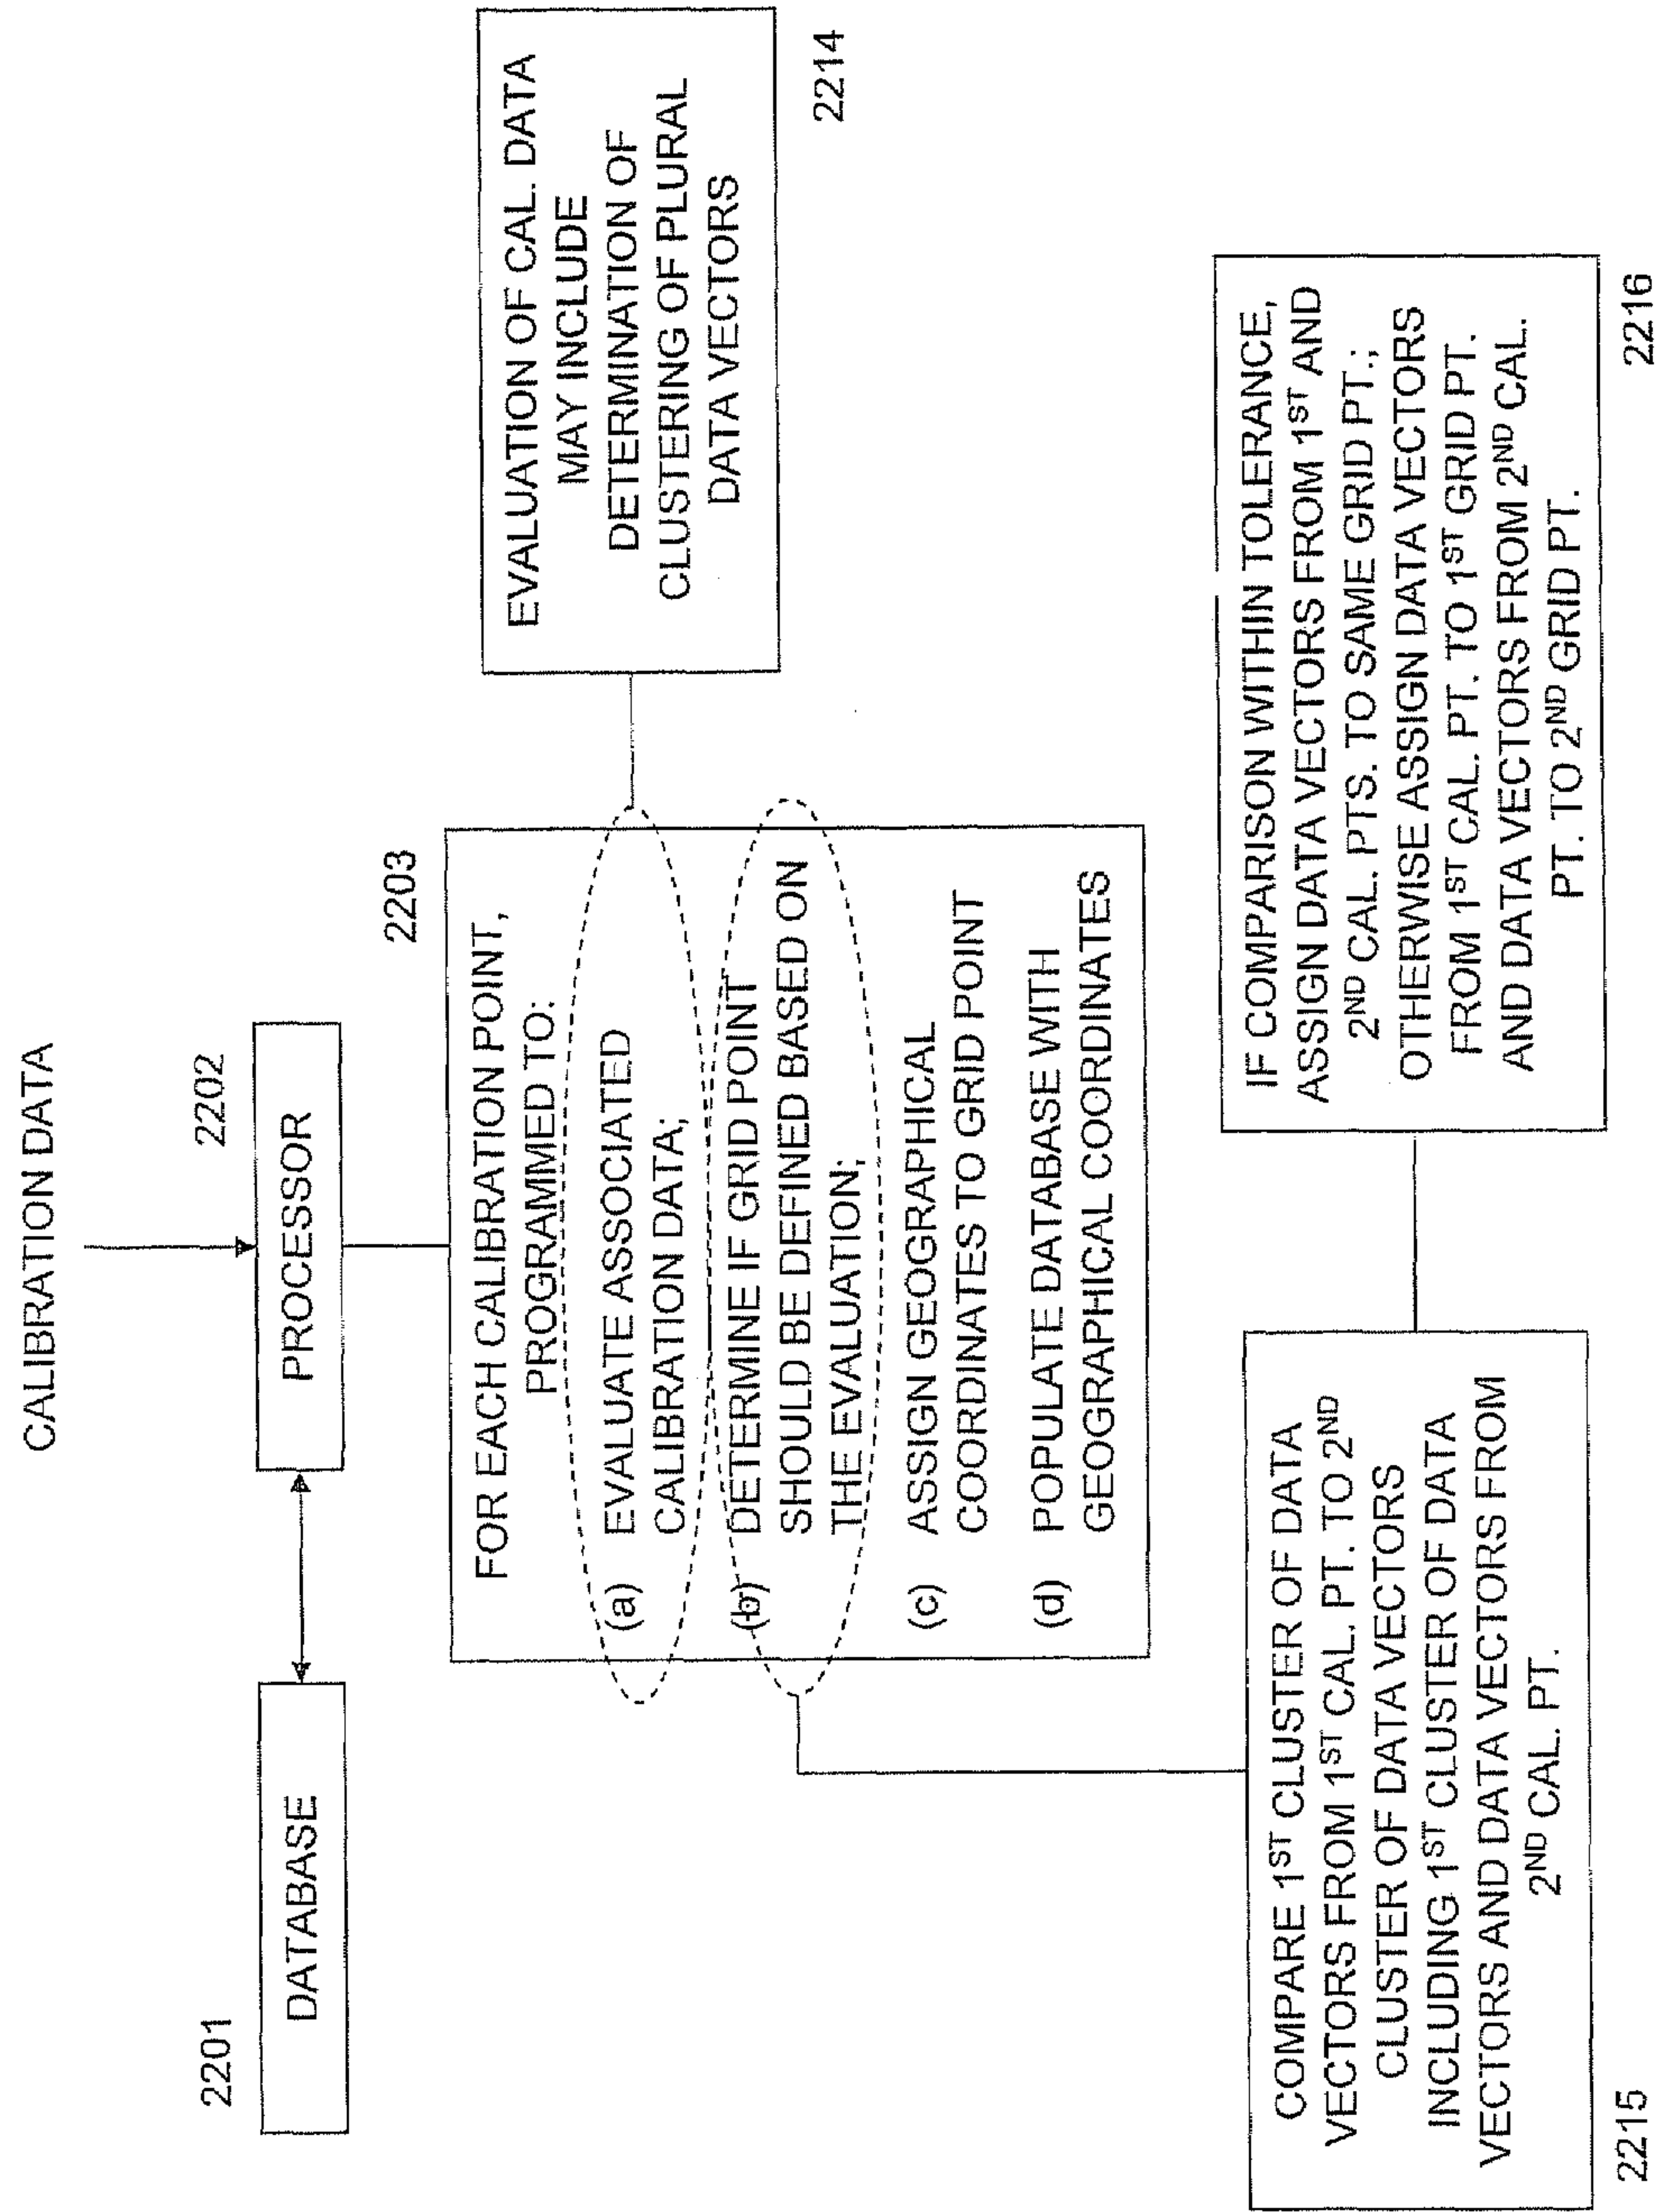 CALIBRATION DATA
2201
DATABASE
2202
PROCESSOR
2203
FOR EACH CALIBRATION POINT,
PROGRAMMED TO:
(a) EVALUATE ASSOCIATED
CALIBRATION DATA;
(b) DETERMINE IF GRID POINT
SHOULD BE DEFINED BASED ON
THE EVALUATION;
(c) ASSIGN GEOGRAPHICAL
COORDINATES TO GRID POINT
(d) POPULATE DATABASE WITH
GEOGRAPHICAL COORDINATES
EVALUATION OF CAL. DATA
MAY INCLUDE
DETERMINATION OF
CLUSTERING OF PLURAL
DATA VECTORS
2214
COMPARE 1ST CLUSTER OF DATA
VECTORS FROM 1ST CAL. PT. TO 2ND
CLUSTER OF DATA VECTORS
INCLUDING 1ST CLUSTER OF DATA
VECTORS AND DATA VECTORS FROM
2ND CAL. PT.
2215
IF COMPARISON WITHIN TOLERANCE,
ASSIGN DATA VECTORS FROM 1ST AND
2ND CAL. PTS. TO SAME GRID PT.;
OTHERWISE ASSIGN DATA VECTORS
FROM 1ST CAL. PT. TO 1ST GRID PT.
AND DATA VECTORS FROM 2ND CAL.
PT. TO 2ND GRID PT.
2216